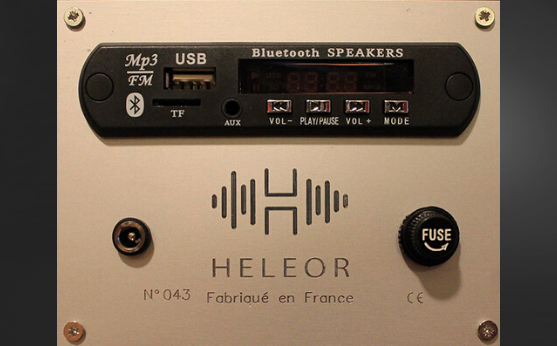 Mp3
FM
USB
Bluetooth SPEAKERS
TF
AUX
VOL-
PLAY/PAUSE
VOL +
MODE
FUSE
HELEOR
N° 043
Fabriqué en France
CE